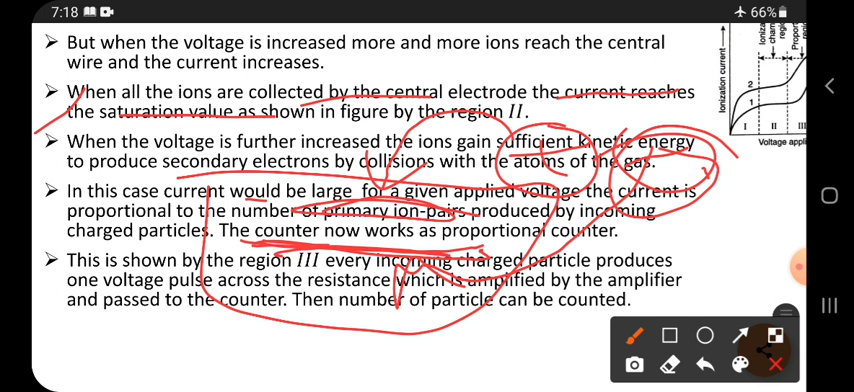 7:18
66%
➤ But when the voltage is increased more and more ions reach the central
wire and the current increases.
➤ When all the ions are collected by the central electrode the current reaches
the saturation value as shown in figure by the region II.
➤ When the voltage is further increased the ions gain sufficient kinetic energy
to produce secondary electrons by collisions with the atoms of the gas.
➤ In this case current would be large for a given applied voltage the current is
proportional to the number of primary ion-pairs produced by incoming
charged particles. The counter now works as proportional counter.
➤ This is shown by the region III every incoming charged particle produces
one voltage pulse across the resistance which is amplified by the amplifier
and passed to the counter. Then number of particle can be counted.
Ionization current
2
1
I II III
Voltage appli